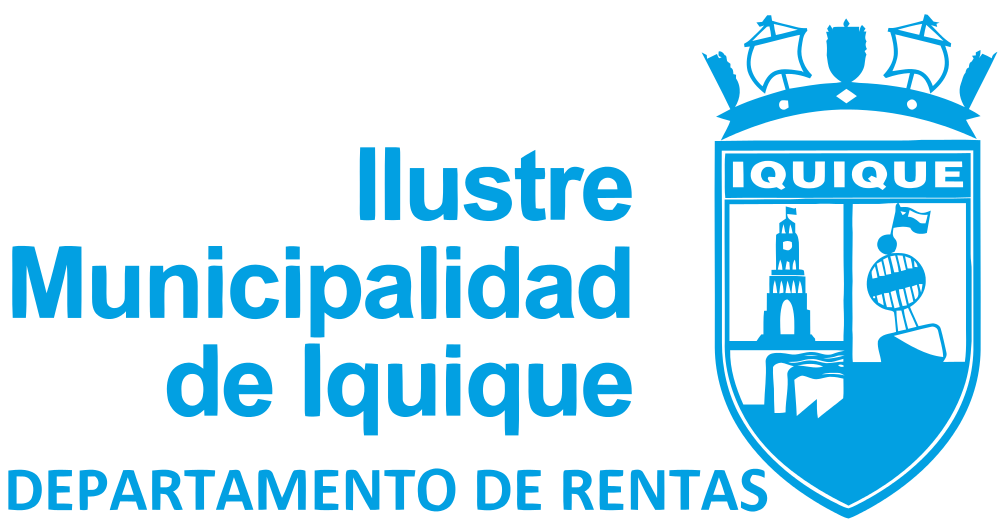 Ilustre
Municipalidad
de Iquique
DEPARTAMENTO DE RENTAS
IQUIQUE